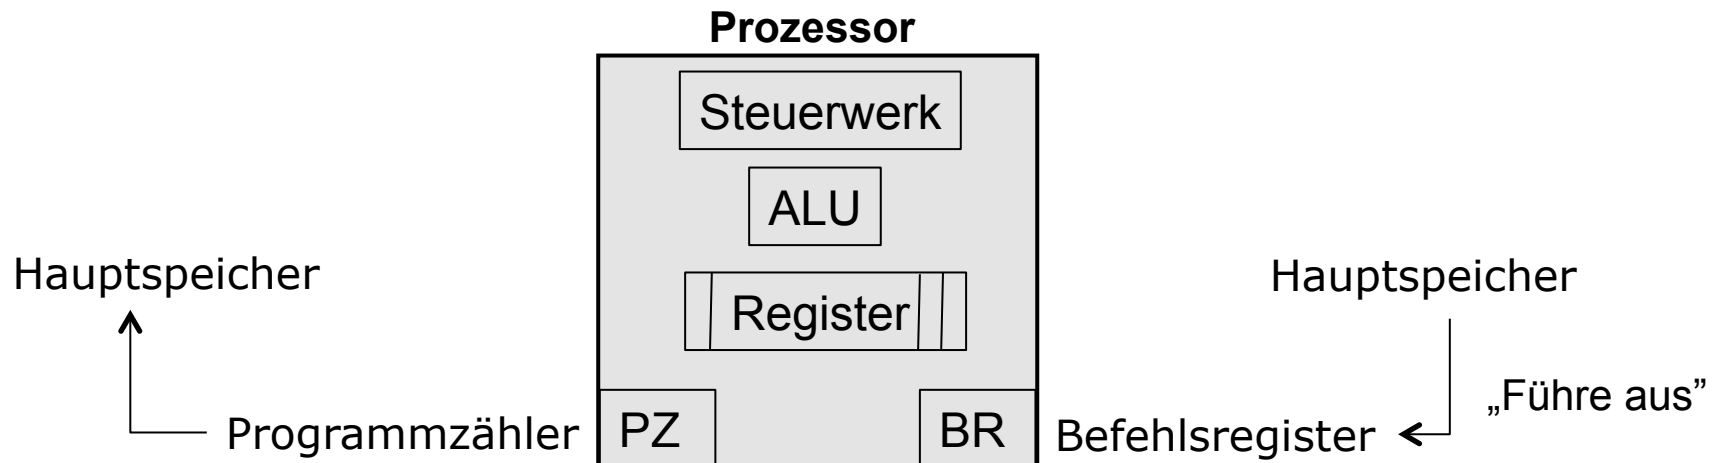 Prozessor
Steuerwerk
ALU
Hauptspeicher
Register
Hauptspeicher
„Führe aus”
Programmzähler
PZ
BR
Befehlsregister